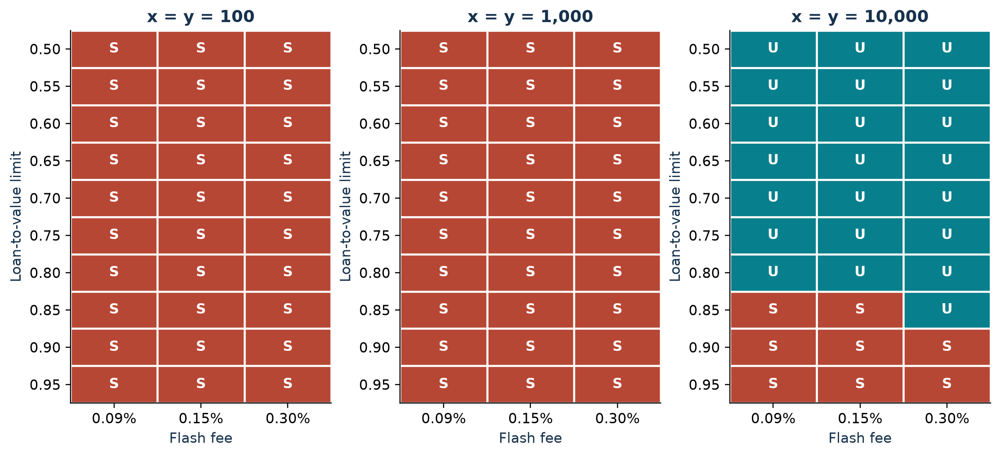 x = y = 100
0.50 S S S
0.55 S S S
0.60 S S S
0.65 S S S
0.70 S S S
0.75 S S S
0.80 S S S
0.85 S S S
0.90 S S S
0.95 S S S
0.09% 0.15% 0.30%
Flash fee
Loan-to-value limit
x = y = 1,000
0.50 S S S
0.55 S S S
0.60 S S S
0.65 S S S
0.70 S S S
0.75 S S S
0.80 S S S
0.85 S S S
0.90 S S S
0.95 S S S
0.09% 0.15% 0.30%
Flash fee
Loan-to-value limit
x = y = 10,000
0.50 U U U
0.55 U U U
0.60 U U U
0.65 U U U
0.70 U U U
0.75 U U U
0.80 U U U
0.85 S S U
0.90 S S S
0.95 S S S
0.09% 0.15% 0.30%
Flash fee
Loan-to-value limit